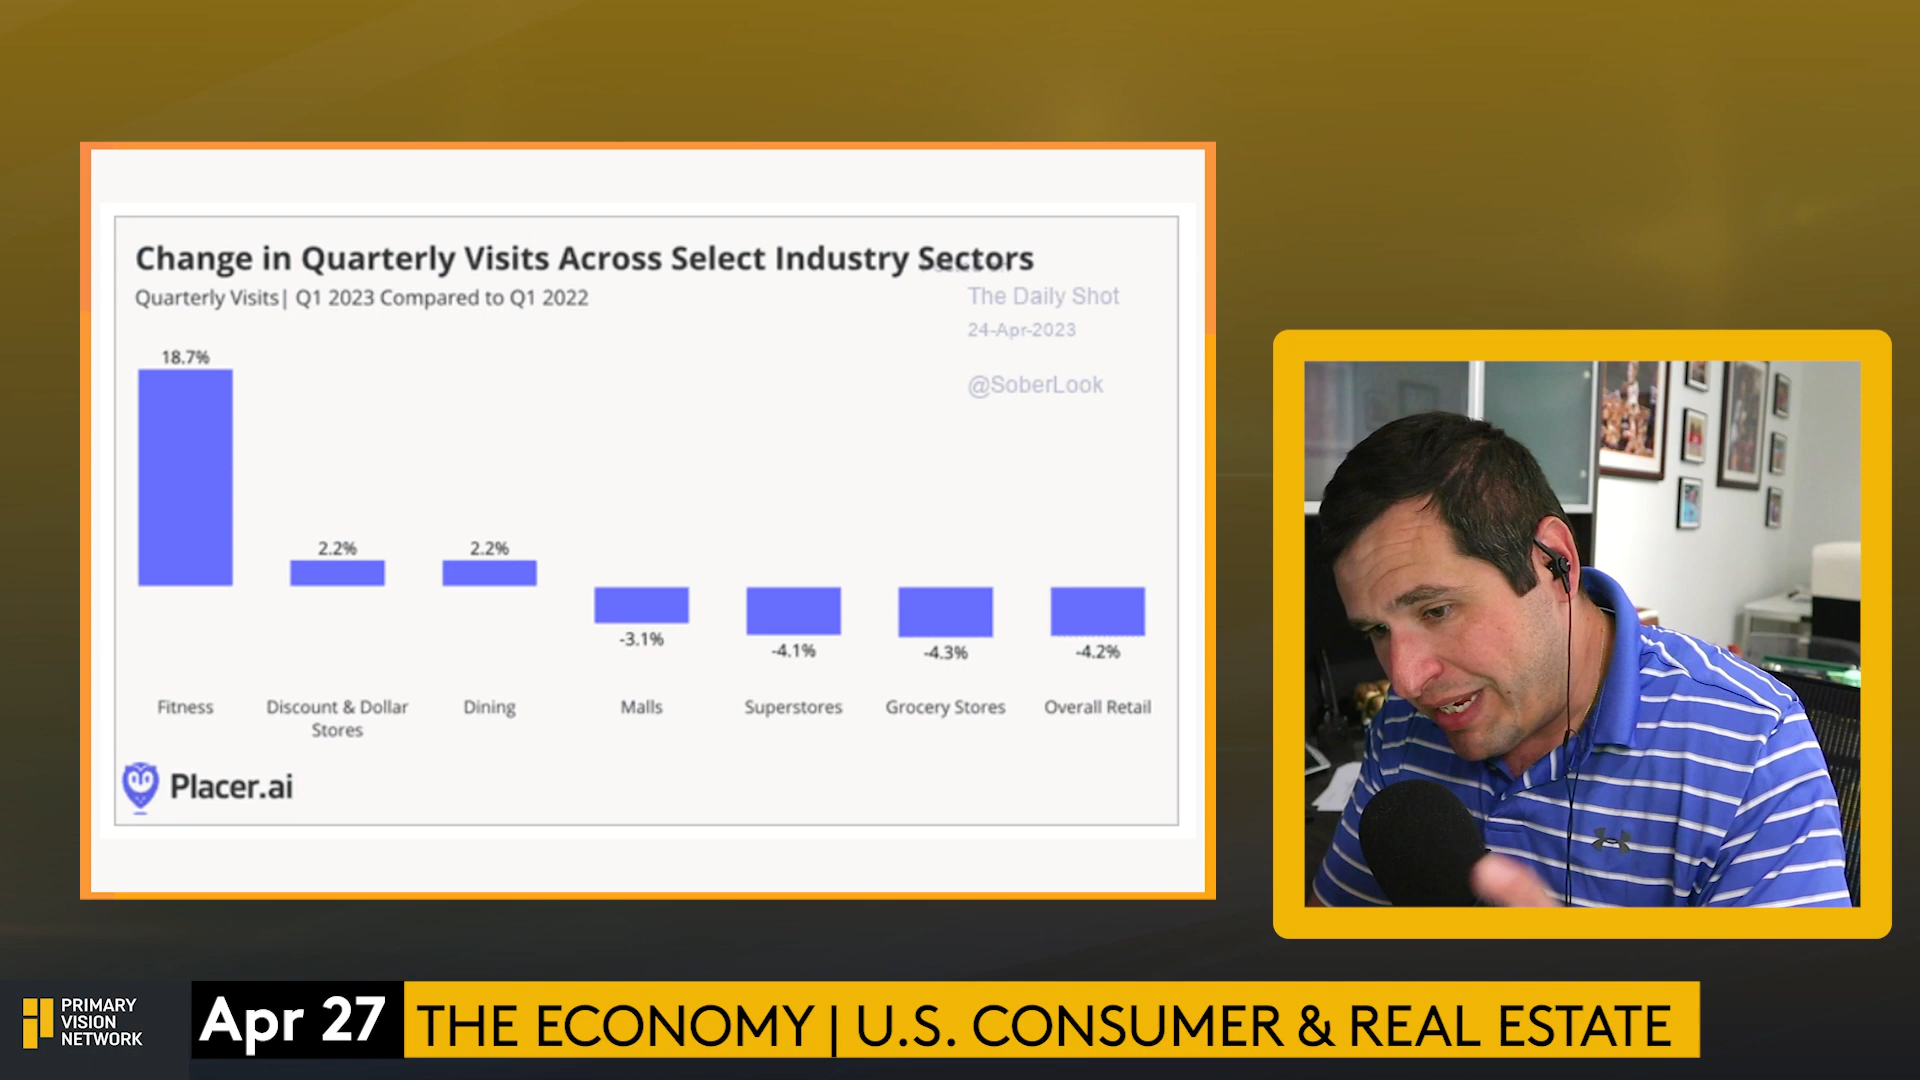 Change in Quarterly Visits Across Select Industry Sectors
Quarterly Visits| Q1 2023 Compared to Q1 2022
The Daily Shot
24-Apr-2023
@SoberLook
18.7%
2.2%
2.2%
-3.1%
-4.1%
-4.3%
-4.2%
Fitness
Discount & Dollar
Stores
Dining
Malls
Superstores
Grocery Stores
Overall Retail
Placer.ai
PRIMARY
VISION
NETWORK
Apr 27
THE ECONOMY | U.S. CONSUMER & REAL ESTATE